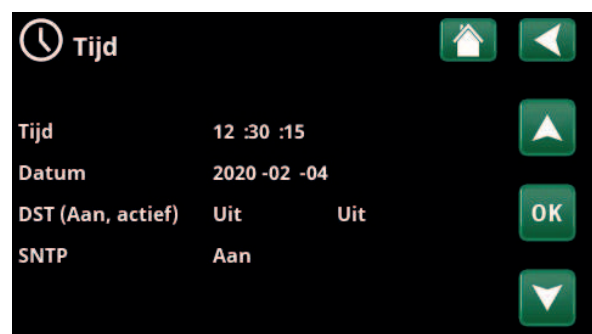 Tijd
Tijd 12 :30 :15
Datum 2020 -02 -04
DST (Aan, actief) Uit Uit
OK
SNTP Aan